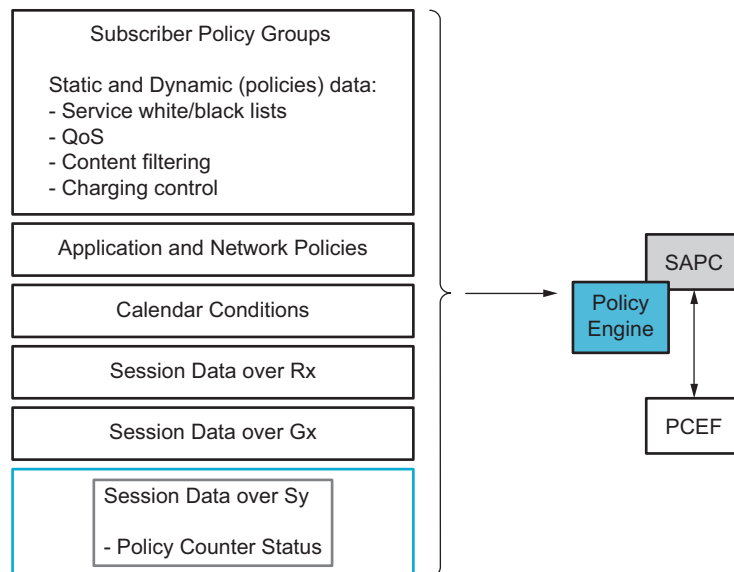 Subscriber Policy Groups
Static and Dynamic (policies) data:
- Service white/black lists
- QoS
- Content filtering
- Charging control
Application and Network Policies
Calendar Conditions
Session Data over Rx
Session Data over Gx
Session Data over Sy
- Policy Counter Status
SAPC
Policy
Engine
PCEF